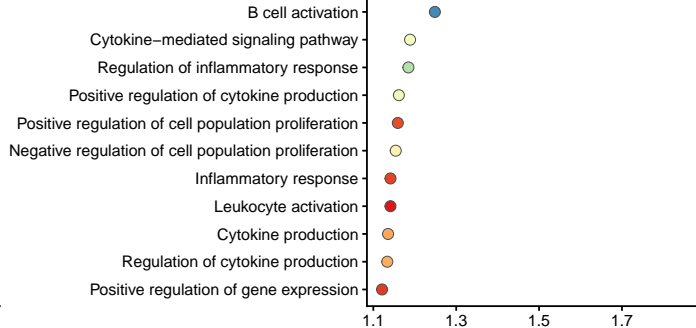 B cell activation
Cytokine−mediated signaling pathway
Regulation of inflammatory response
Positive regulation of cytokine production
Positive regulation of cell population proliferation
Negative regulation of cell population proliferation
Inflammatory response
Leukocyte activation
Cytokine production
Regulation of cytokine production
Positive regulation of gene expression
1.1 1.3 1.5 1.7